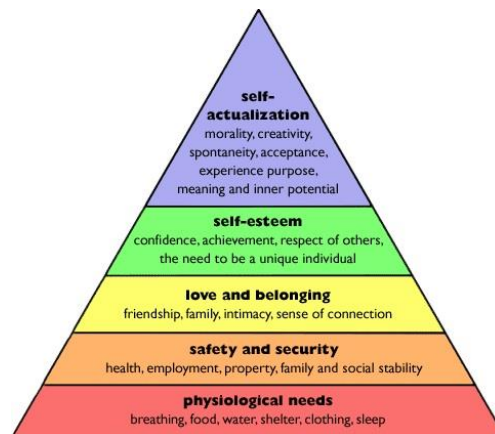 self-
actualization
morality, creativity,
spontaneity, acceptance,
experience purpose,
meaning and inner potential
self-esteem
confidence, achievement, respect of others,
the need to be a unique individual
love and belonging
friendship, family, intimacy, sense of connection
safety and security
health, employment, property, family and social stability
physiological needs
breathing, food, water, shelter, clothing, sleep